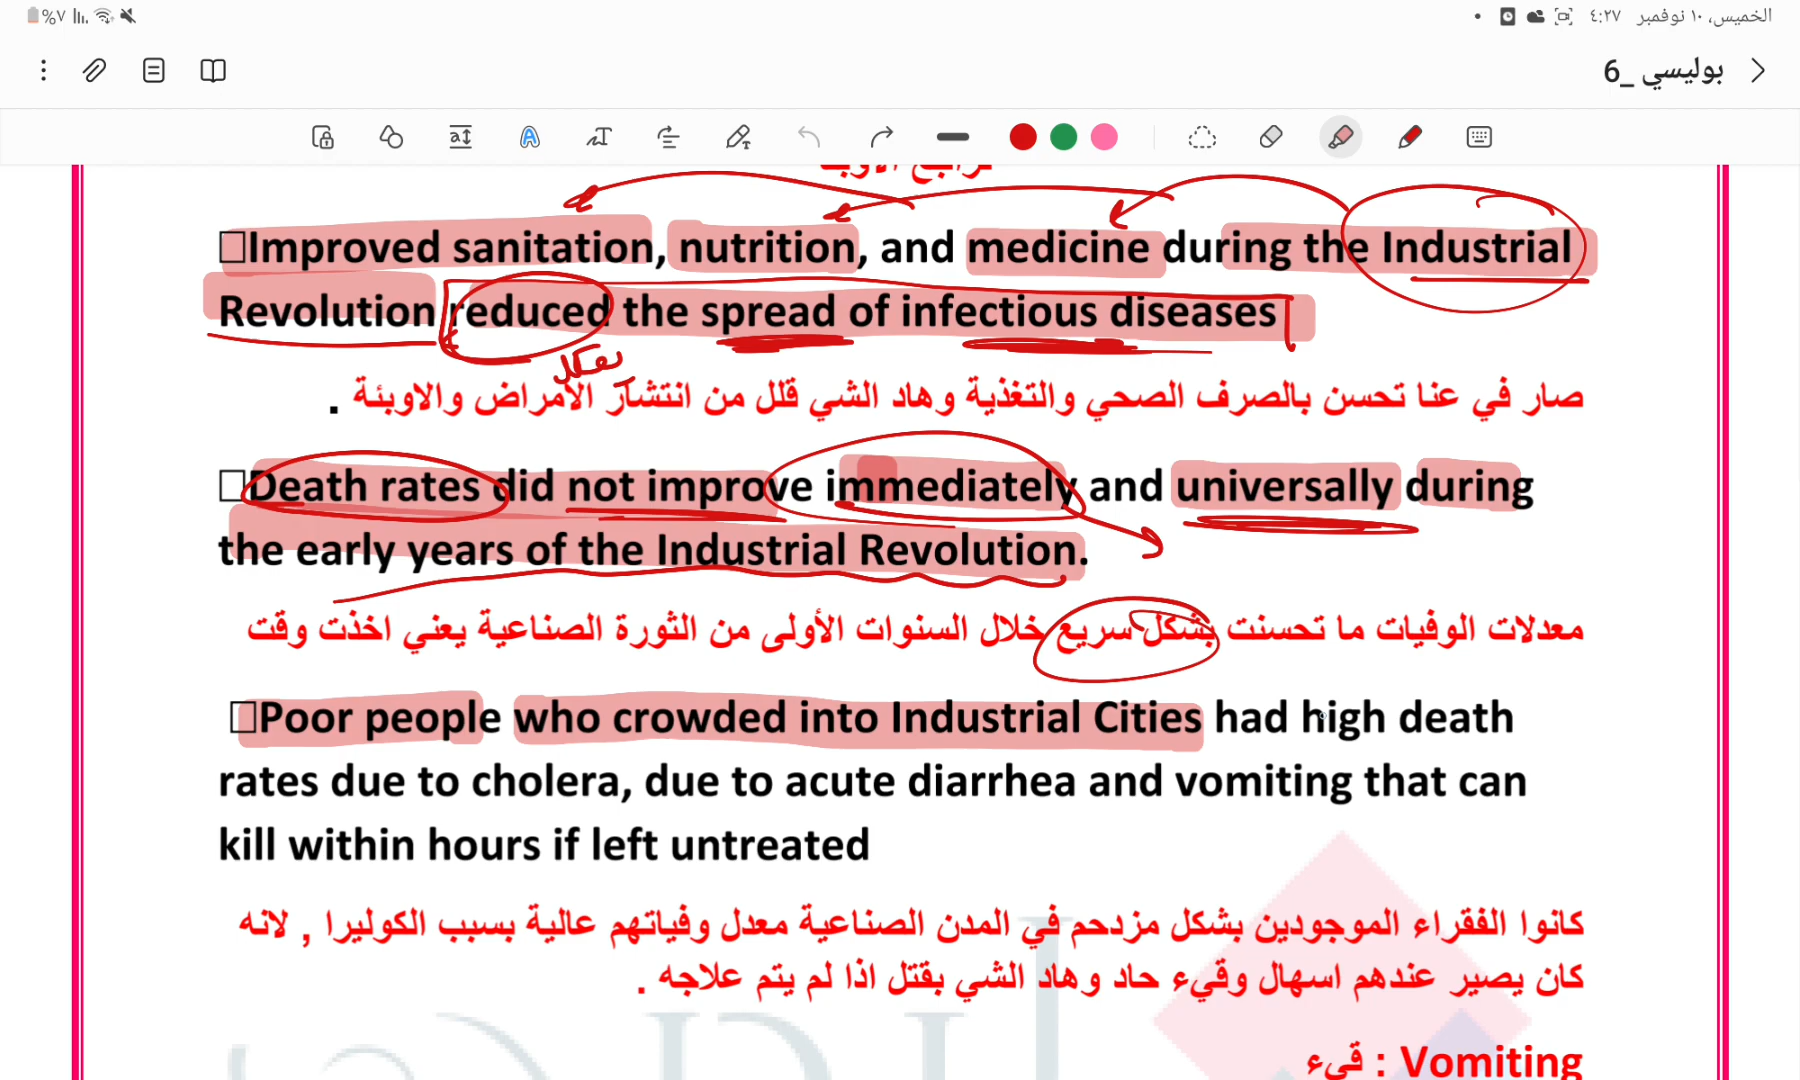 %٧
الخميس، ١٠ نوفمبر ٤:٢٧
بوليسي _6
تراجع الاوبئة
Improved sanitation, nutrition, and medicine during the Industrial
Revolution reduced the spread of infectious diseases
صار في عنا تحسن بالصرف الصحي والتغذية وهاد الشي قلل من انتشار الأمراض والاوبئة .
Death rates did not improve immediately and universally during
the early years of the Industrial Revolution.
معدلات الوفيات ما تحسنت بشكل سريع خلال السنوات الأولى من الثورة الصناعية يعني اخذت وقت
Poor people who crowded into Industrial Cities had high death
rates due to cholera, due to acute diarrhea and vomiting that can
kill within hours if left untreated
كانوا الفقراء الموجودين بشكل مزدحم في المدن الصناعية معدل وفياتهم عالية بسبب الكوليرا , لانه
كان يصير عندهم اسهال وقيء حاد وهاد الشي بقتل اذا لم يتم علاجه .
Vomiting : قيء